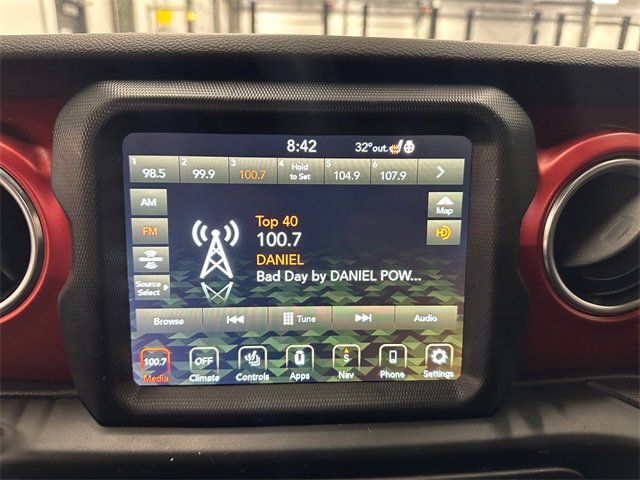 8:42 32°out.
1 98.5 2 99.9 3 100.7 4 Hold to Set 5 104.9 6 107.9
AM
Map
FM
HD
Source Select
Top 40
100.7
DANIEL
Bad Day by DANIEL POW...
Browse Tune Audio
100.7 OFF S
Media Climate Controls Apps Nav Phone Settings